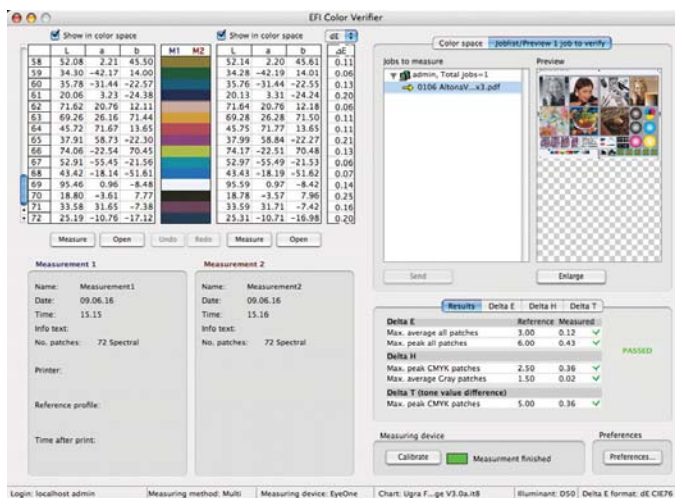 EFI Color Verifier
Show in color space Show in color space dE
L a b M1 M2 L a b ΔE
58 52.08 2.21 45.50 52.14 2.20 45.61 0.11
59 34.30 -42.17 14.00 34.28 -42.19 14.01 0.06
60 35.78 -31.44 -22.57 35.76 -31.44 -22.55 0.13
61 20.06 3.23 -24.38 20.13 3.31 -24.24 0.20
62 71.62 20.76 12.11 71.64 20.76 12.18 0.06
63 69.26 26.16 71.44 69.28 26.28 71.50 0.11
64 45.72 71.67 13.65 45.75 71.77 13.65 0.11
65 37.91 58.73 -22.30 37.99 58.84 -22.27 0.21
66 74.06 -22.54 70.45 74.17 -22.51 70.48 0.13
67 52.91 -55.45 -21.56 52.97 -55.49 -21.53 0.06
68 43.42 -18.14 -51.61 43.43 -18.19 -51.62 0.07
69 95.46 0.96 -8.48 95.59 0.97 -8.42 0.14
70 18.80 -3.61 7.77 18.78 -3.57 7.96 0.25
71 33.58 31.65 -7.38 33.59 31.71 -7.42 0.16
72 25.19 -10.76 -17.12 25.31 -10.71 -16.98 0.20
Measure Open Undo Redo Measure Open
Measurement 1 Measurement 2
Name: Measurement1 Name: Measurement2
Date: 09.06.16 Date: 09.06.16
Time: 15.15 Time: 15.16
Info text: Info text:
No. patches: 72 Spectral No. patches: 72 Spectral
Printer:
Reference profile:
Time after print:
Color space Joblist/Preview 1 job to verify
Jobs to measure Preview
admin, Total jobs=1
0106 AltonaV...x3.pdf
Send Enlarge
Results Delta E Delta H Delta T
Delta E Reference Measured
Max. average all patches 3.00 0.12
Max. peak all patches 6.00 0.43
PASSED
Delta H
Max. peak CMYK patches 2.50 0.36
Max. average Gray patches 1.50 0.02
Delta T (tone value difference)
Max. peak CMYK patches 5.00 0.36
Measuring device Preferences
Calibrate Measurment finished Preferences...
Login: localhost admin Measuring method: Multi Measuring device: EyeOne Chart: Ugra F...ge V3.0a.it8 Illuminant: D50 Delta E format: dE CIE76